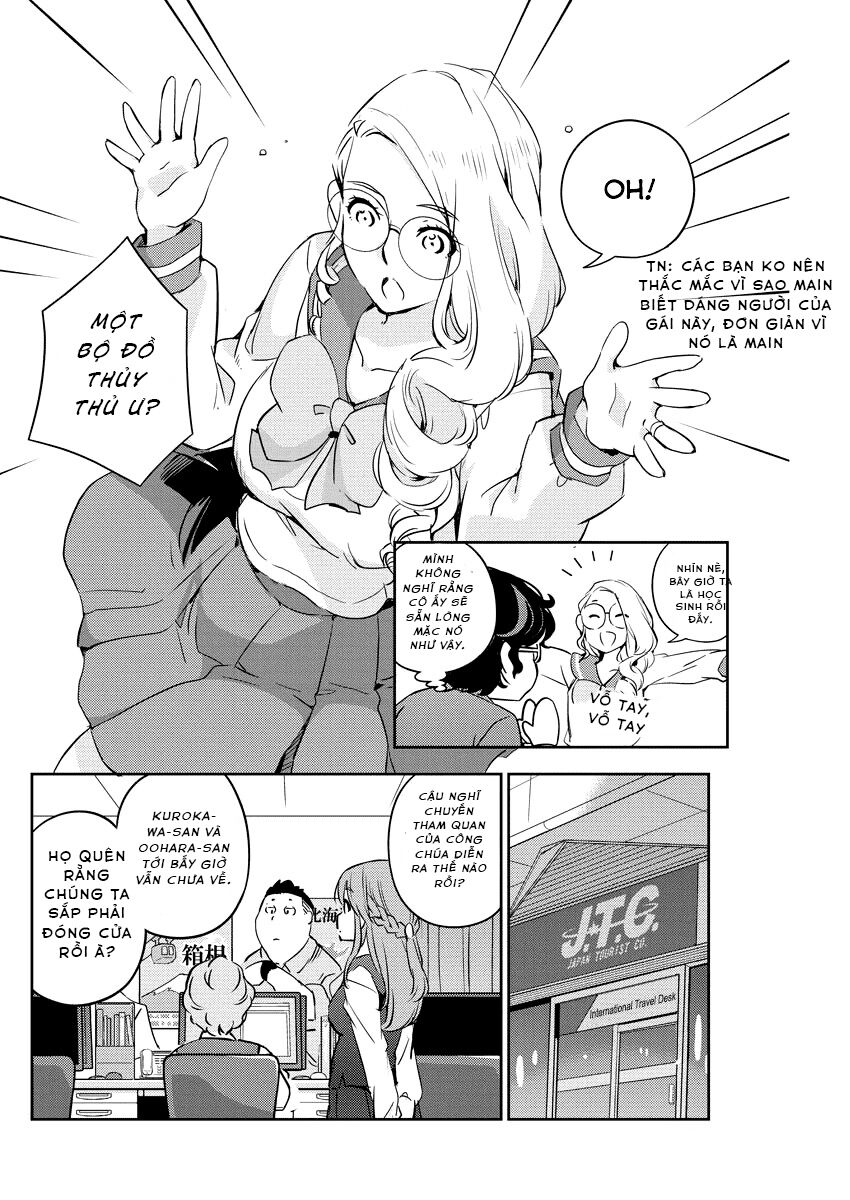 OH!
TN: CÁC BẠN KO NÊN
THẮC MẮC VÌ SAO MAIN
BIẾT DÁNG NGƯỜI CỦA
GÁI NÀY, ĐƠN GIẢN VÌ
NÓ LÀ MAIN
MỘT
BỘ ĐỒ
THỦY
THỦ Ư?
NHÌN NÈ,
BÂY GIỜ TA
LÀ HỌC
SINH RỒI
ĐẤY.
MÌNH
KHÔNG
NGHĨ RẰNG
CÔ ẤY SẼ
SẴN LÒNG
MẶC NÓ
NHƯ VẬY.
VỖ TAY,
VỖ TAY
J.T.C.
JAPAN TOURIST CO.
International Travel Desk
CẬU NGHĨ
CHUYẾN
THAM QUAN
CỦA CÔNG
CHÚA DIỄN
RA THẾ NÀO
RỒI?
KUROKA-
WA-SAN VÀ
OOHARA-SAN
TỚI BẤY GIỜ
VẪN CHƯA VỀ.
HỌ QUÊN
RẰNG
CHÚNG TA
SẮP PHẢI
ĐÓNG CỬA
RỒI À?
北海
箱根